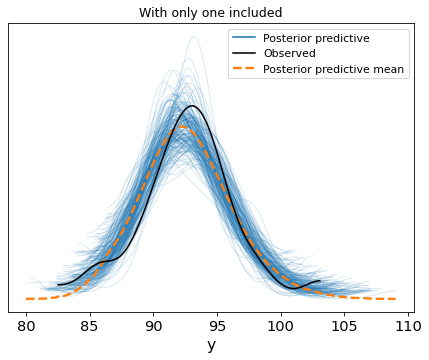 With only one included
Posterior predictive
Observed
Posterior predictive mean
80 85 90 95 100 105 110
y